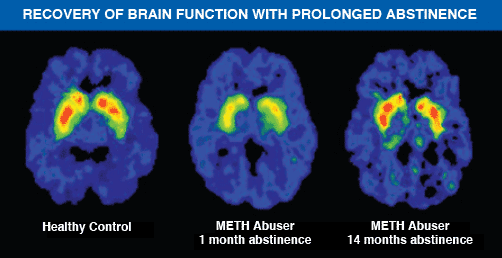 RECOVERY OF BRAIN FUNCTION WITH PROLONGED ABSTINENCE
Healthy Control
METH Abuser
1 month abstinence
METH Abuser
14 months abstinence